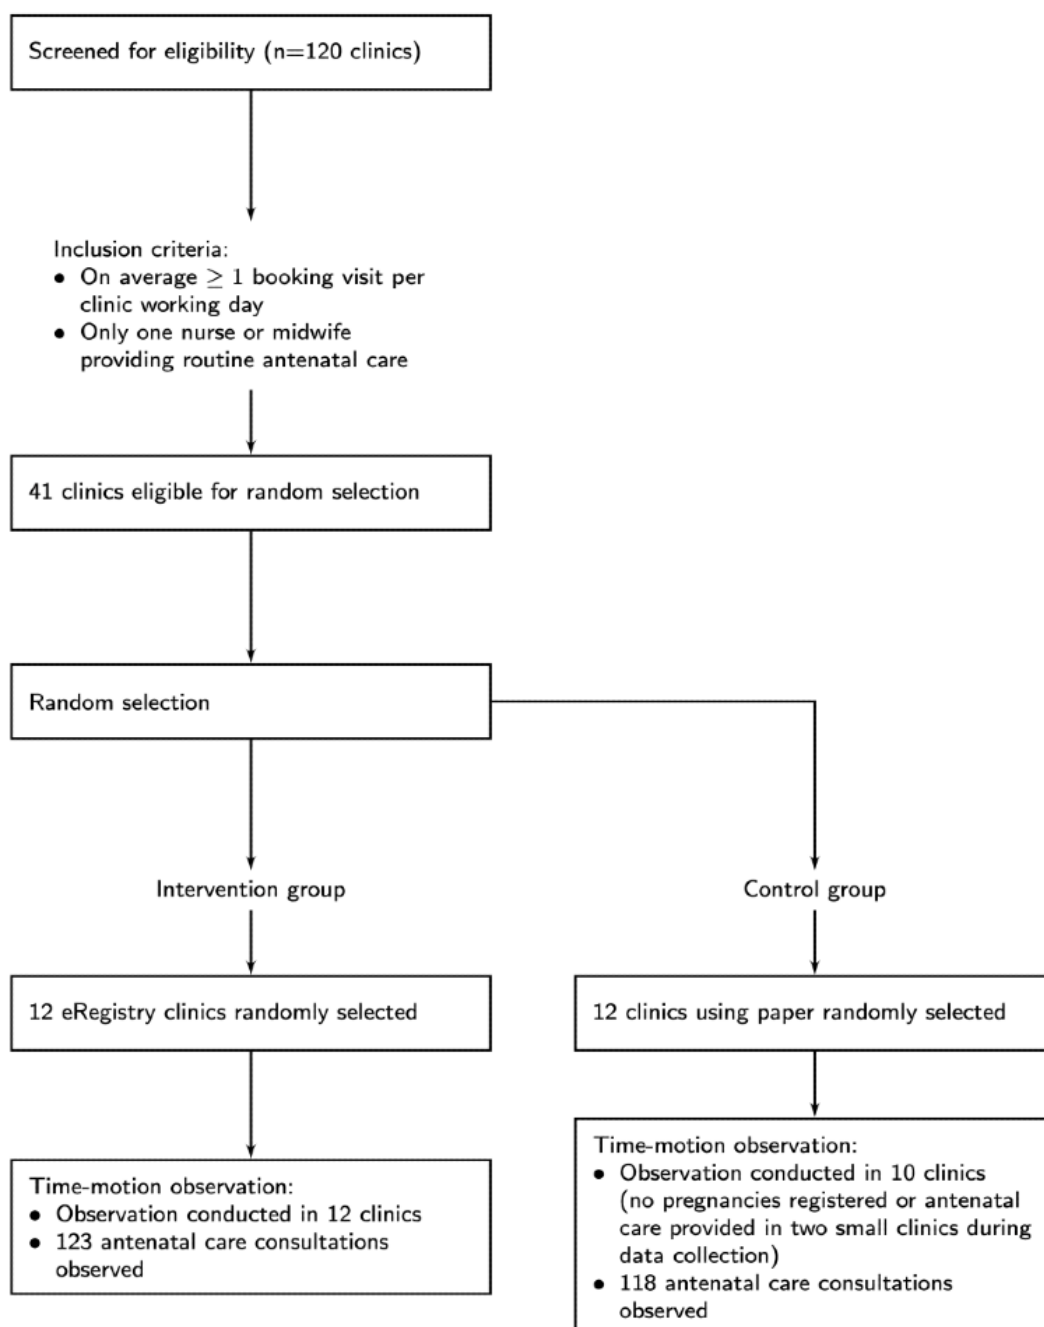 Screened for eligibility (n=120 clinics)
Inclusion criteria:
• On average ≥ 1 booking visit per
clinic working day
• Only one nurse or midwife
providing routine antenatal care
41 clinics eligible for random selection
Random selection
Intervention group
Control group
12 eRegistry clinics randomly selected
12 clinics using paper randomly selected
Time-motion observation:
• Observation conducted in 12 clinics
• 123 antenatal care consultations
observed
Time-motion observation:
• Observation conducted in 10 clinics
(no pregnancies registered or antenatal
care provided in two small clinics during
data collection)
• 118 antenatal care consultations
observed